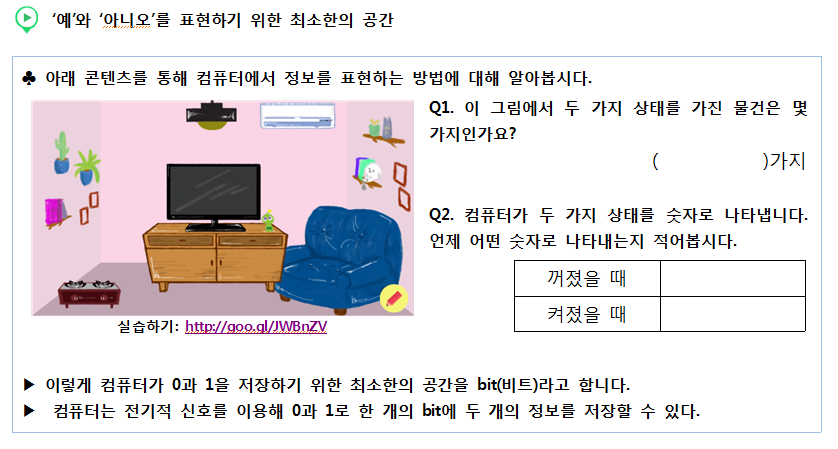 ‘예’와 ‘아니오’를 표현하기 위한 최소한의 공간
♣ 아래 콘텐츠를 통해 컴퓨터에서 정보를 표현하는 방법에 대해 알아봅시다.
Q1. 이 그림에서 두 가지 상태를 가진 물건은 몇
가지인가요?
( )가지
Q2. 컴퓨터가 두 가지 상태를 숫자로 나타냅니다.
언제 어떤 숫자로 나타내는지 적어봅시다.
꺼졌을 때
켜졌을 때
실습하기: http://goo.gl/JWBnZV
▶ 이렇게 컴퓨터가 0과 1을 저장하기 위한 최소한의 공간을 bit(비트)라고 합니다.
▶ 컴퓨터는 전기적 신호를 이용해 0과 1로 한 개의 bit에 두 개의 정보를 저장할 수 있다.